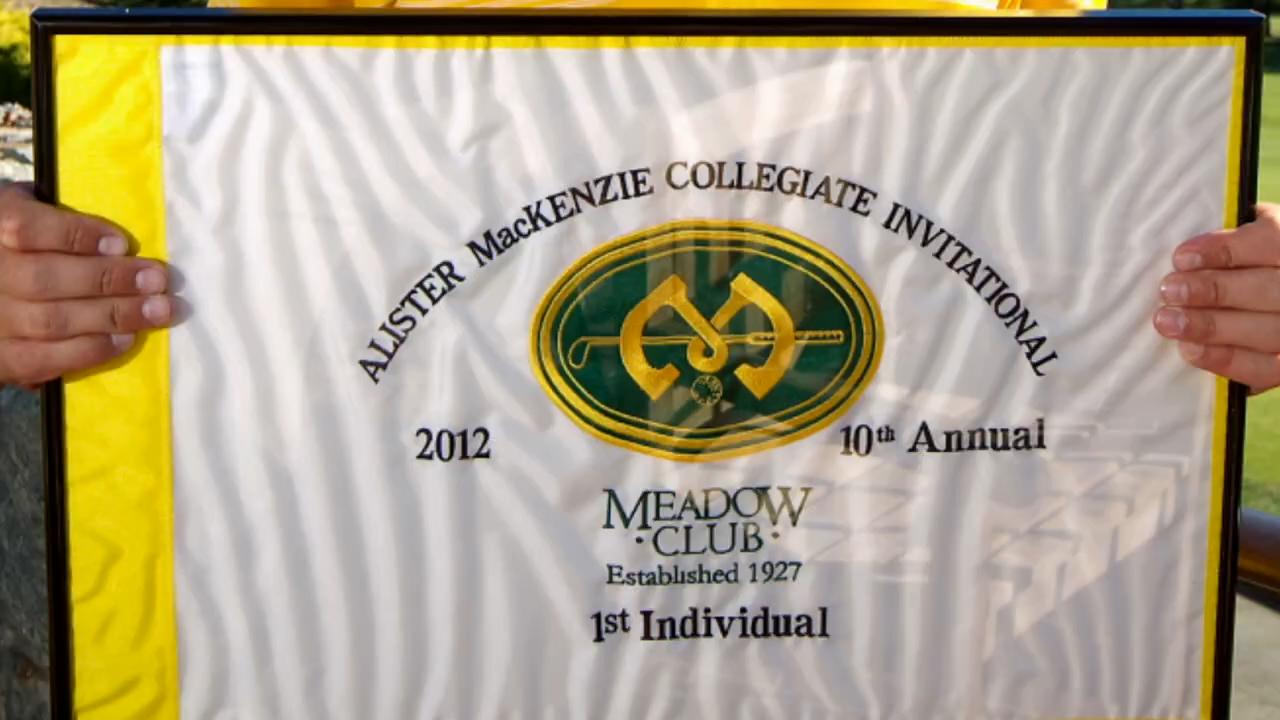 ALISTER MacKENZIE COLLEGIATE INVITATIONAL
2012 10th Annual
MEADOW
·CLUB·
Established 1927
1st Individual